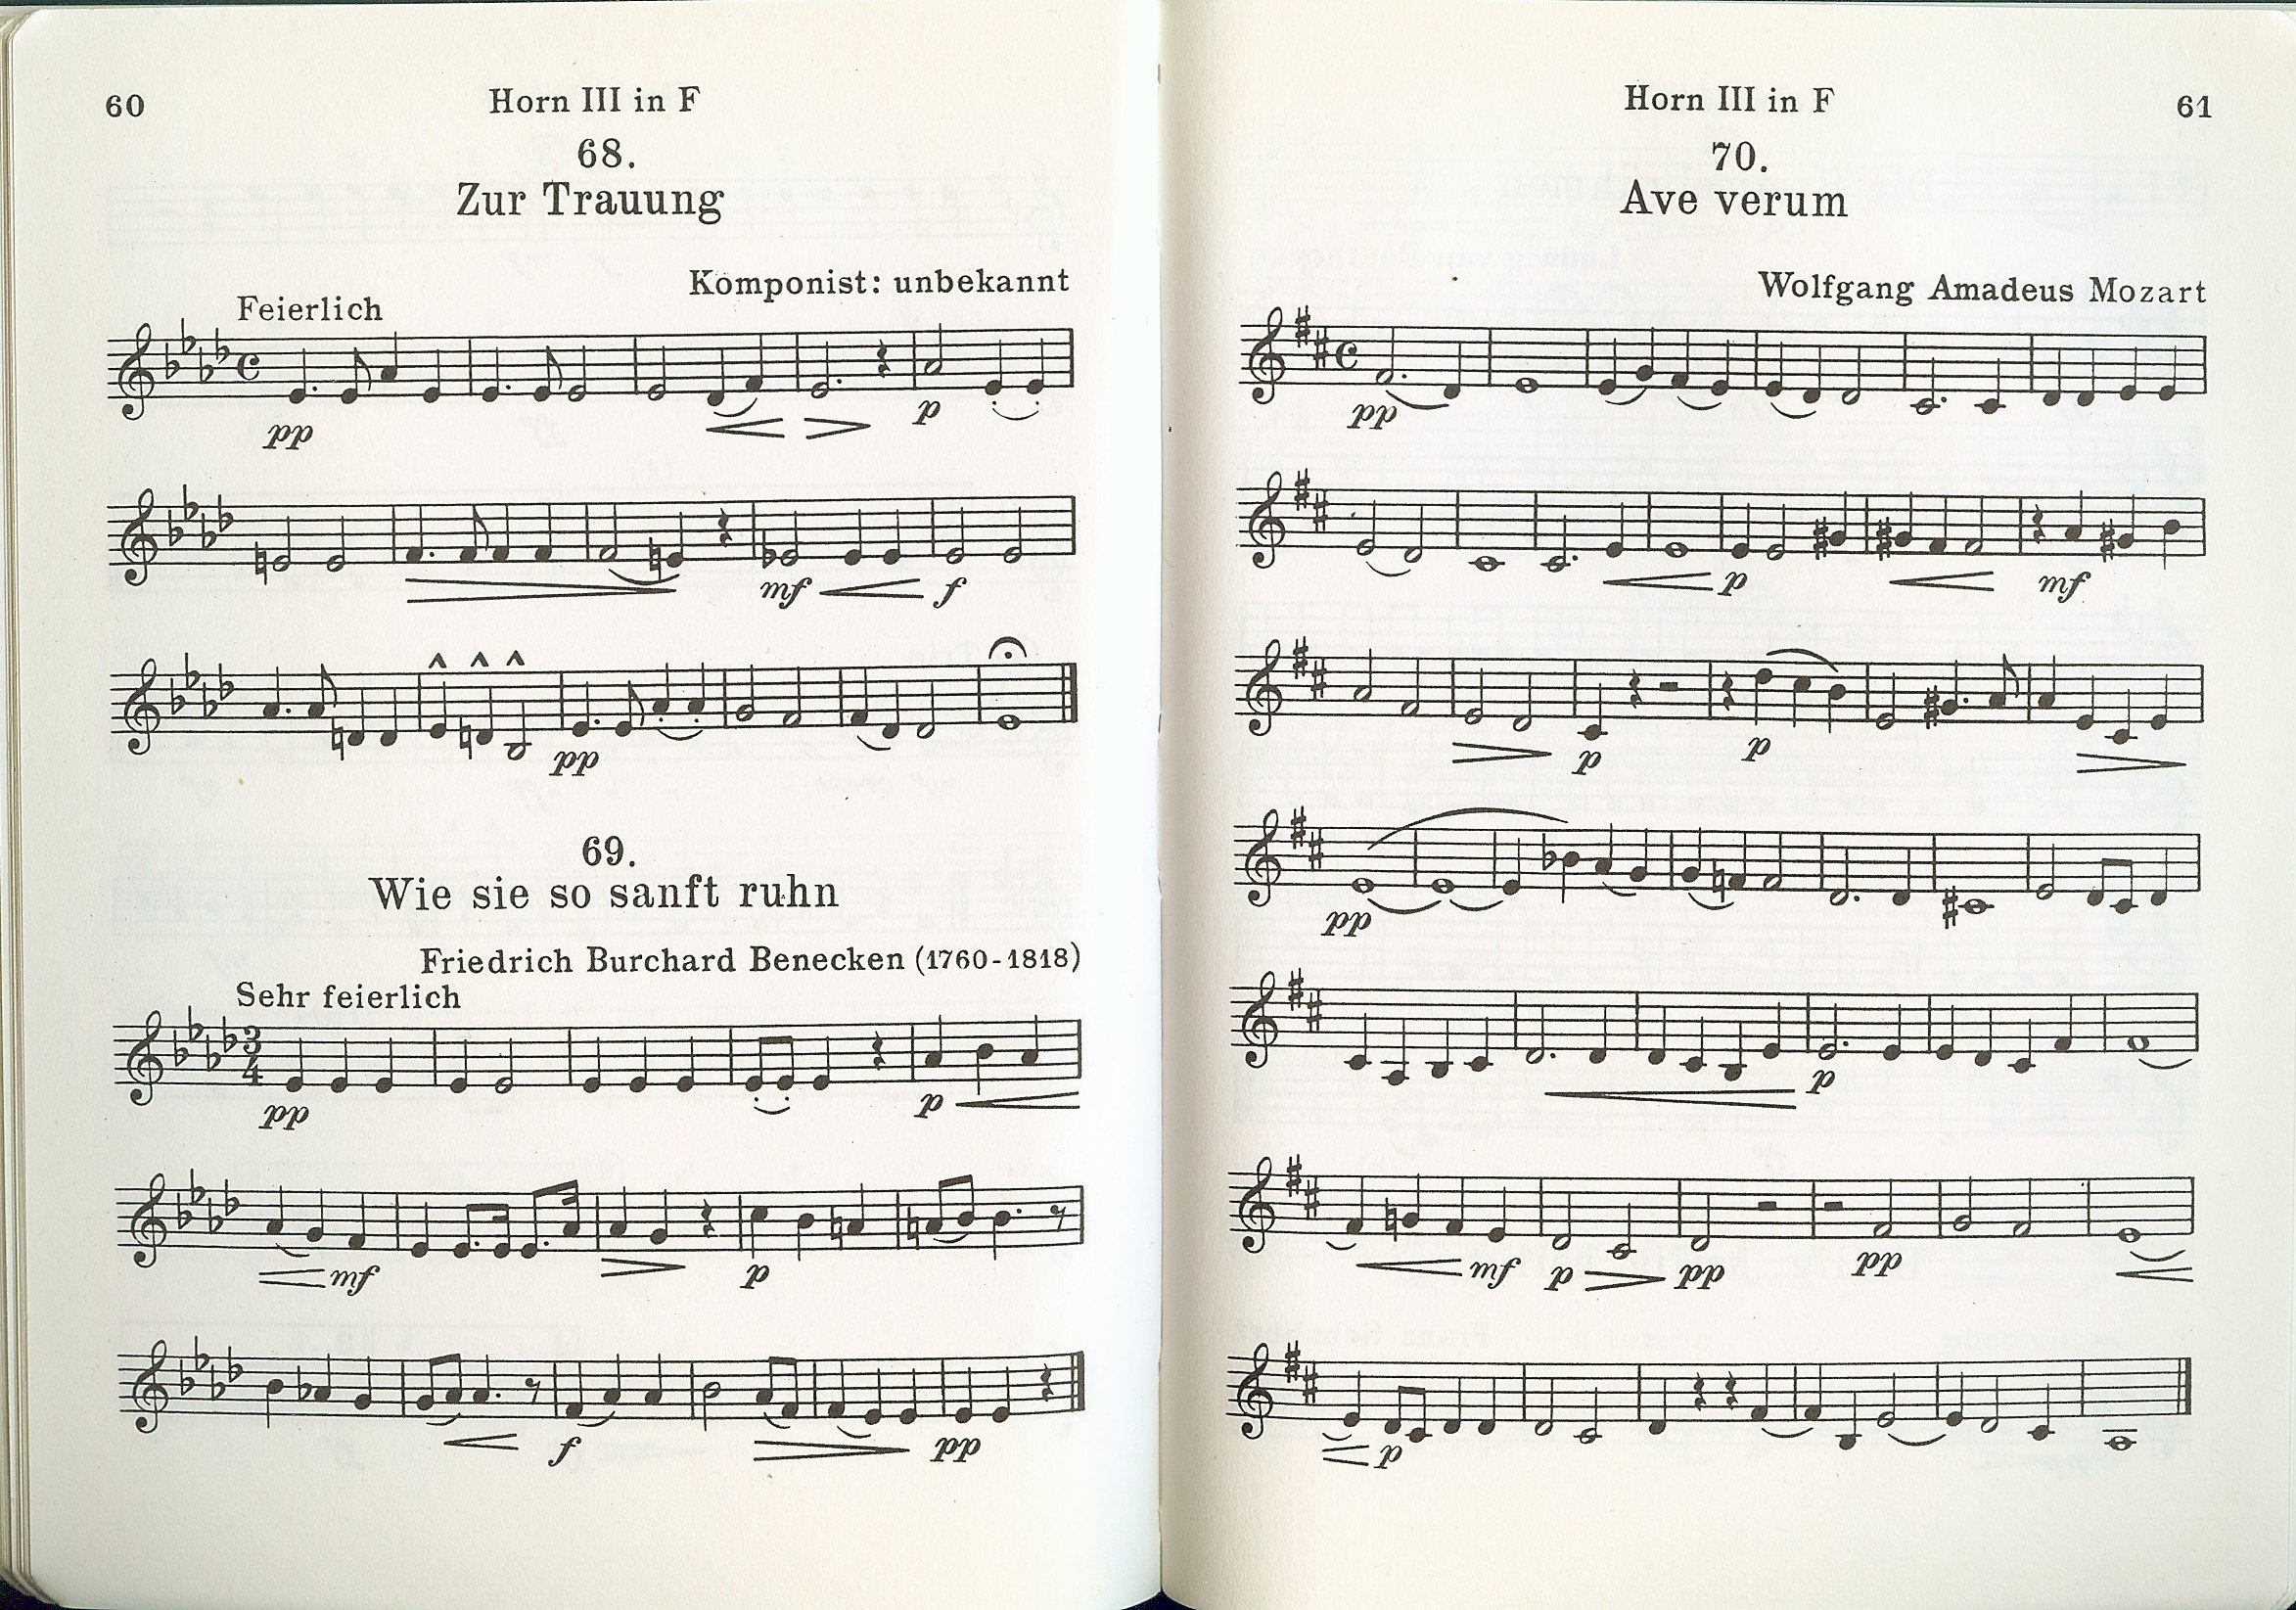 60
Horn III in F
68.
Zur Trauung
Komponist: unbekannt
Feierlich
pp
p
mf f
pp
69.
Wie sie so sanft ruhn
Friedrich Burchard Benecken (1760-1818)
Sehr feierlich
3
4
pp p
mf p
f pp
Horn III in F
61
70.
Ave verum
Wolfgang Amadeus Mozart
pp
p mf
p p
pp
p
mf p pp pp
p